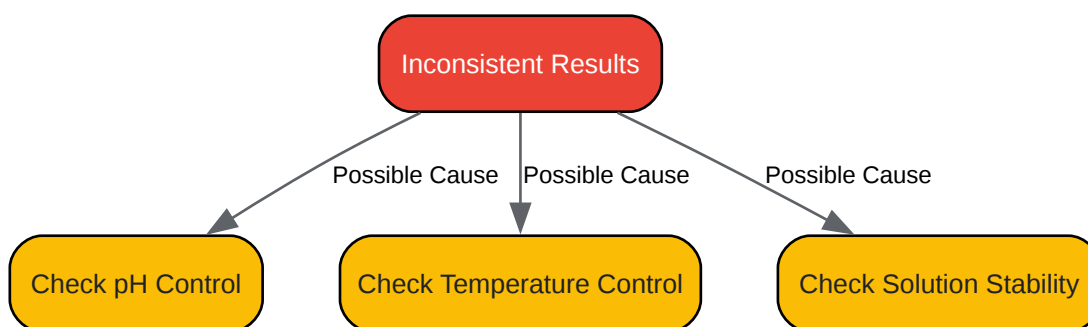 Inconsistent Results
Possible Cause
Possible Cause
Possible Cause
Check pH Control
Check Temperature Control
Check Solution Stability